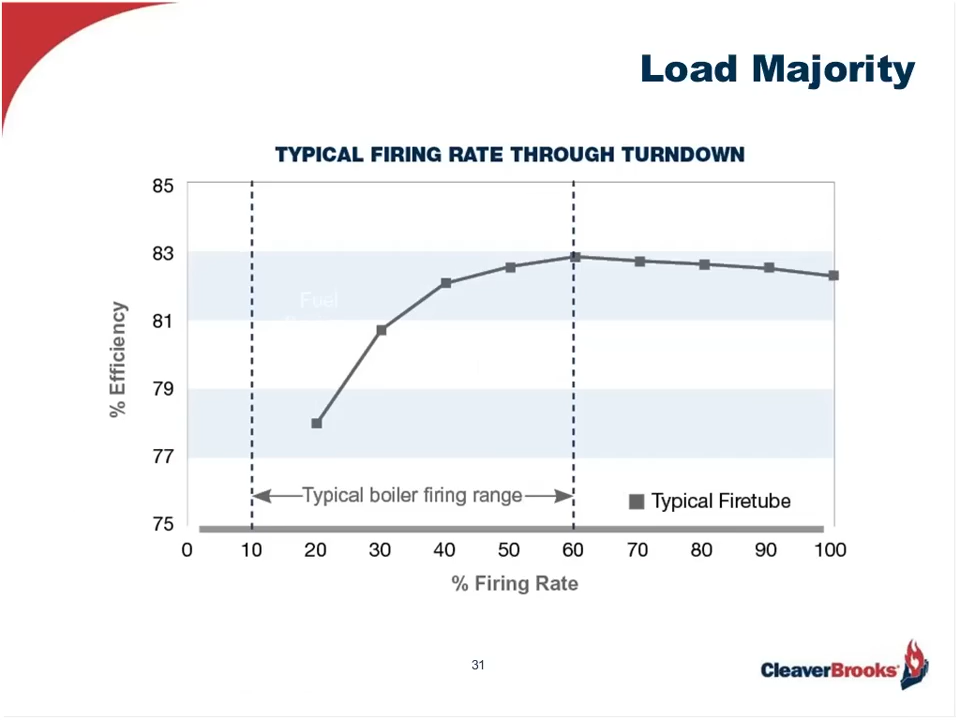 Load Majority
TYPICAL FIRING RATE THROUGH TURNDOWN
85
83
Fuel
81
79
77
75
% Efficiency
Typical boiler firing range
Typical Firetube
0 10 20 30 40 50 60 70 80 90 100
% Firing Rate
31
CleaverBrooks